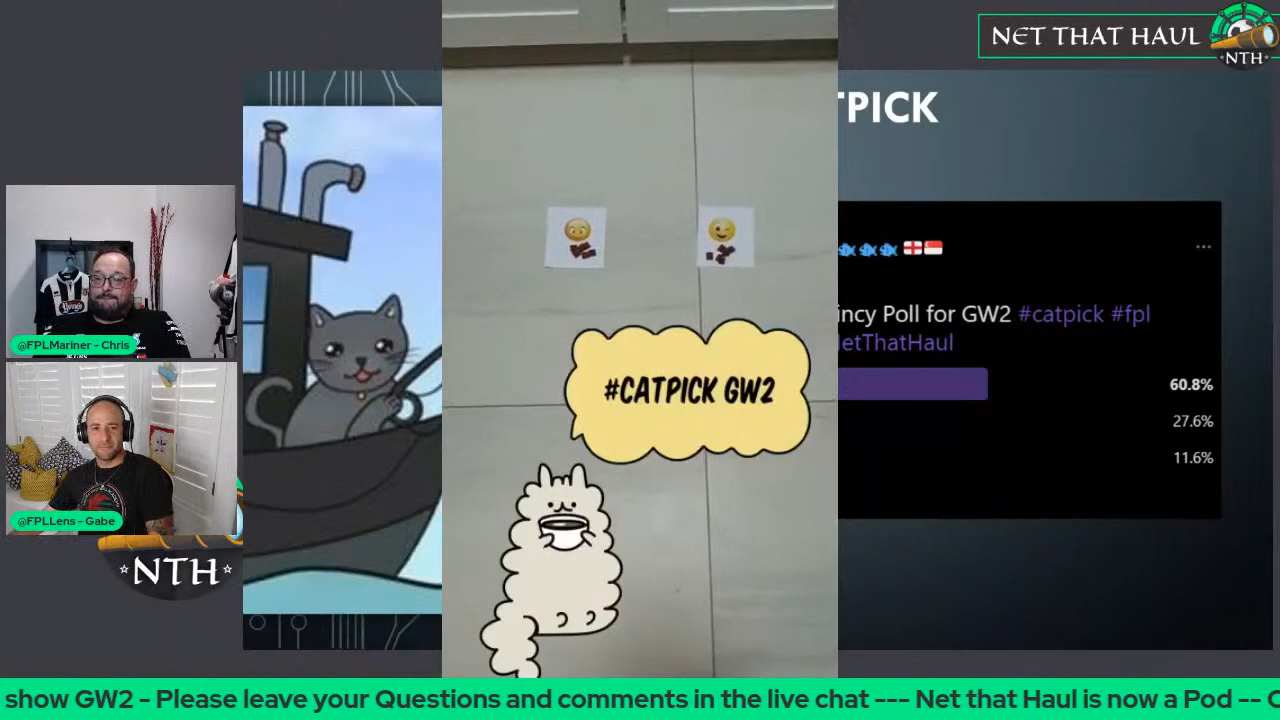 NET THAT HAUL
NTH
TPICK
incy Poll for GW2 #catpick #fpl
etThatHaul
60.8%
27.6%
11.6%
#CATPICK GW2
@FPLMariner - Chris
@FPLLens - Gabe
NTH
show GW2 - Please leave your Questions and comments in the live chat --- Net that Haul is now a Pod -- C